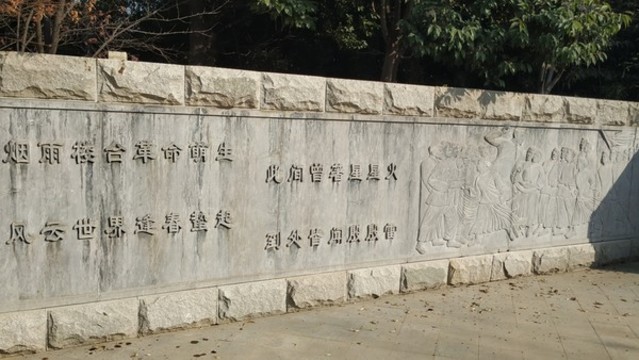 烟雨楼台革命萌生
此间曾著星星火
风云世界逢春蛰起
到处皆闻殷殷雷